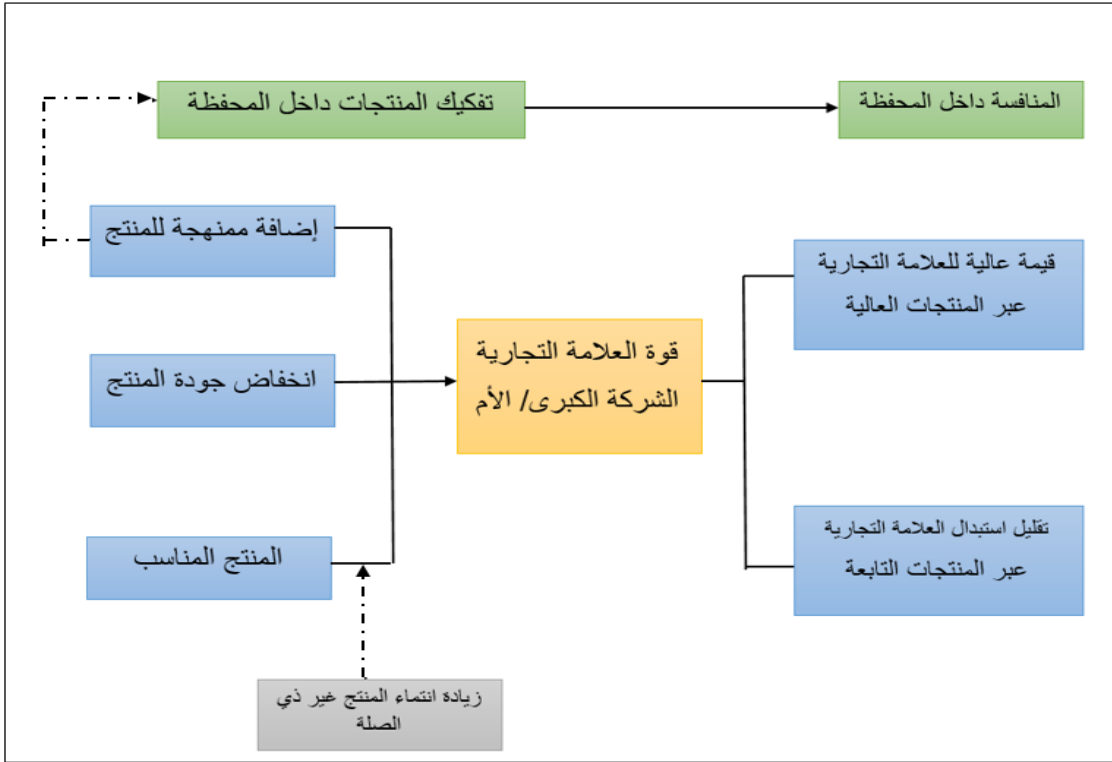 تفكيك المنتجات داخل المحفظة
المنافسة داخل المحفظة
إضافة ممنهجة للمنتج
قيمة عالية للعلامة التجارية
عبر المنتجات العالية
قوة العلامة التجارية
الشركة الكبرى/ الأم
انخفاض جودة المنتج
المنتج المناسب
تقليل استبدال العلامة التجارية
عبر المنتجات التابعة
زيادة انتماء المنتج غير ذي
الصلة